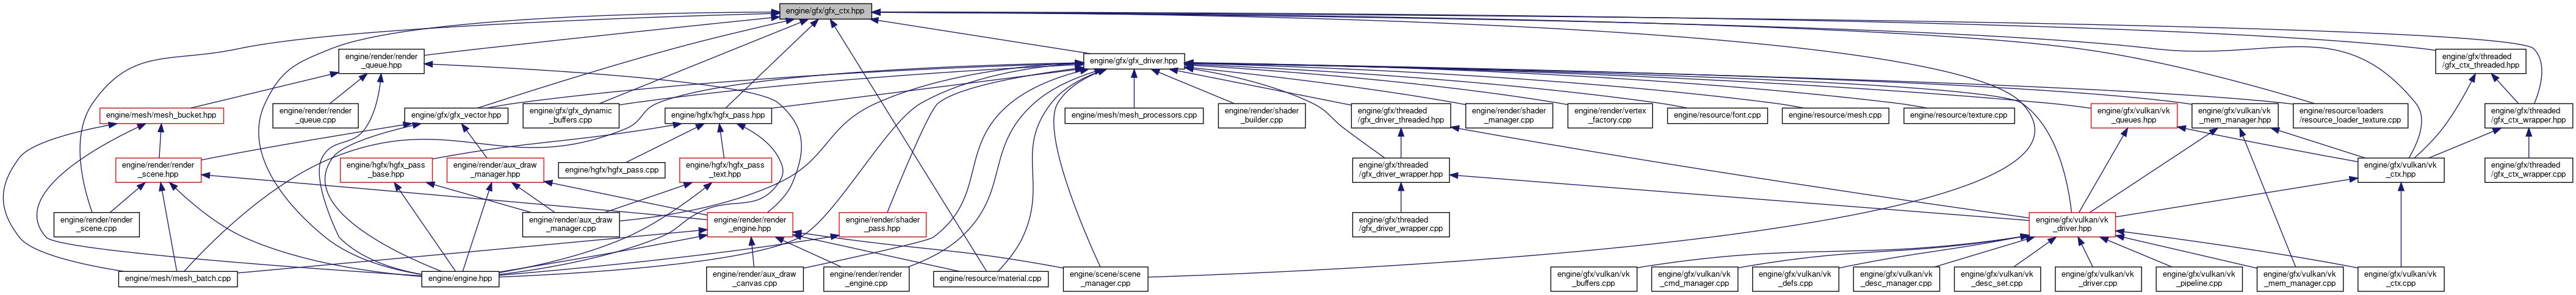 engine/gfx/gfx_ctx.hpp
engine/render/render
_queue.hpp
engine/gfx/gfx_driver.hpp
engine/gfx/threaded
/gfx_ctx_threaded.hpp
engine/mesh/mesh_bucket.hpp
engine/render/render
_queue.cpp
engine/gfx/gfx_vector.hpp
engine/gfx/gfx_dynamic
_buffers.cpp
engine/hgfx/hgfx_pass.hpp
engine/mesh/mesh_processors.cpp
engine/render/shader
_builder.cpp
engine/gfx/threaded
/gfx_driver_threaded.hpp
engine/render/shader
_manager.cpp
engine/render/vertex
_factory.cpp
engine/resource/font.cpp
engine/resource/mesh.cpp
engine/resource/texture.cpp
engine/gfx/vulkan/vk
_queues.hpp
engine/gfx/vulkan/vk
_mem_manager.hpp
engine/resource/loaders
/resource_loader_texture.cpp
engine/gfx/threaded
/gfx_ctx_wrapper.hpp
engine/render/render
_scene.hpp
engine/hgfx/hgfx_pass
_base.hpp
engine/render/aux_draw
_manager.hpp
engine/hgfx/hgfx_pass.cpp
engine/hgfx/hgfx_pass
_text.hpp
engine/gfx/threaded
/gfx_driver_wrapper.hpp
engine/gfx/vulkan/vk
_ctx.hpp
engine/gfx/threaded
/gfx_ctx_wrapper.cpp
engine/render/render
_scene.cpp
engine/render/aux_draw
_manager.cpp
engine/render/render
_engine.hpp
engine/render/shader
_pass.hpp
engine/gfx/threaded
/gfx_driver_wrapper.cpp
engine/gfx/vulkan/vk
_driver.hpp
engine/mesh/mesh_batch.cpp
engine/engine.hpp
engine/render/aux_draw
_canvas.cpp
engine/render/render
_engine.cpp
engine/resource/material.cpp
engine/scene/scene
_manager.cpp
engine/gfx/vulkan/vk
_buffers.cpp
engine/gfx/vulkan/vk
_cmd_manager.cpp
engine/gfx/vulkan/vk
_defs.cpp
engine/gfx/vulkan/vk
_desc_manager.cpp
engine/gfx/vulkan/vk
_desc_set.cpp
engine/gfx/vulkan/vk
_driver.cpp
engine/gfx/vulkan/vk
_pipeline.cpp
engine/gfx/vulkan/vk
_mem_manager.cpp
engine/gfx/vulkan/vk
_ctx.cpp